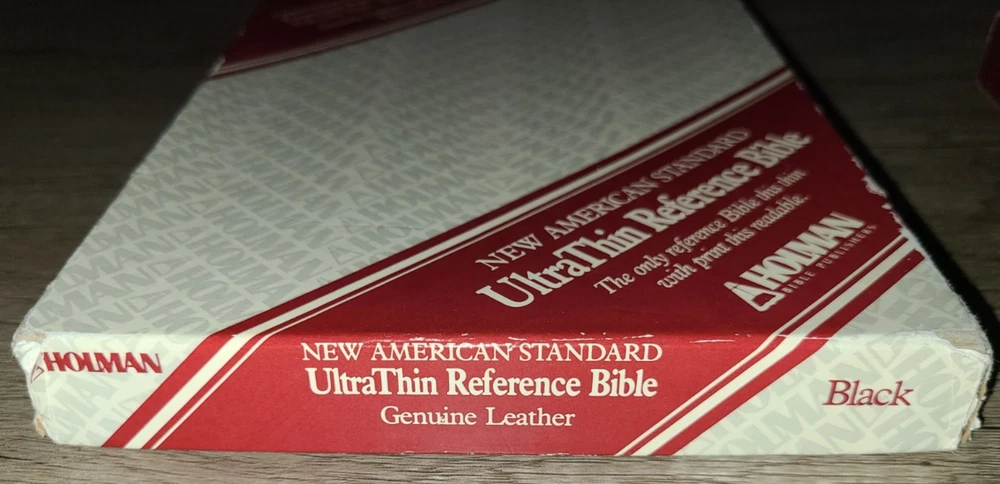 NEW AMERICAN STANDARD
UltraThin Reference Bible
The only reference Bible this thin
with print this readable.
HOLMAN
BIBLE PUBLISHERS
HOLMAN
NEW AMERICAN STANDARD
UltraThin Reference Bible
Genuine Leather
Black